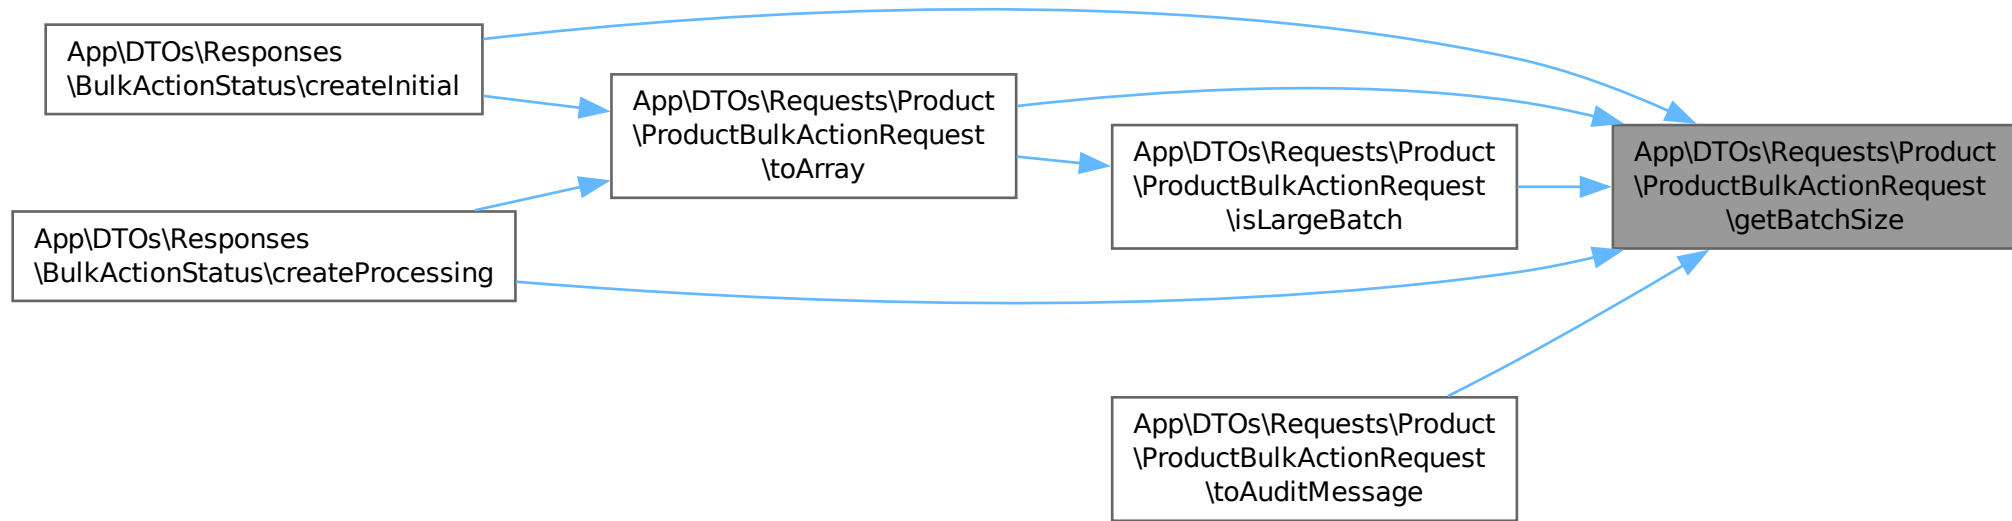 App\DTOs\Responses
\BulkActionStatus\createInitial
App\DTOs\Requests\Product
\ProductBulkActionRequest
\toArray
App\DTOs\Requests\Product
\ProductBulkActionRequest
\isLargeBatch
App\DTOs\Requests\Product
\ProductBulkActionRequest
\getBatchSize
App\DTOs\Responses
\BulkActionStatus\createProcessing
App\DTOs\Requests\Product
\ProductBulkActionRequest
\toAuditMessage